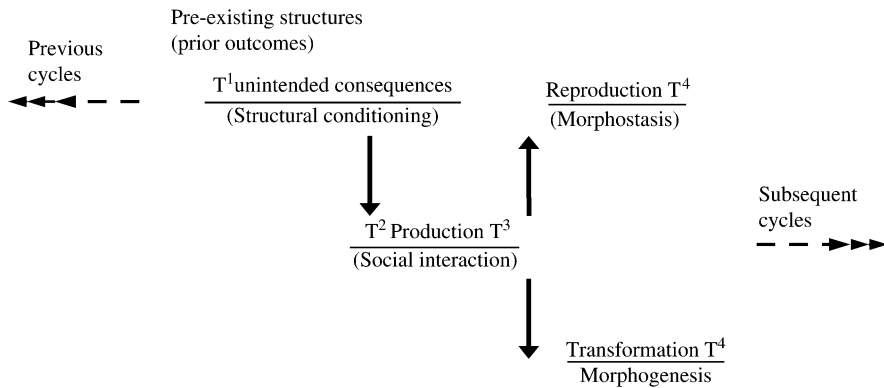 Pre-existing structures
(prior outcomes)
Previous
cycles
T¹unintended consequences
(Structural conditioning)
Reproduction T⁴
(Morphostasis)
T² Production T³
(Social interaction)
Subsequent
cycles
Transformation T⁴
Morphogenesis